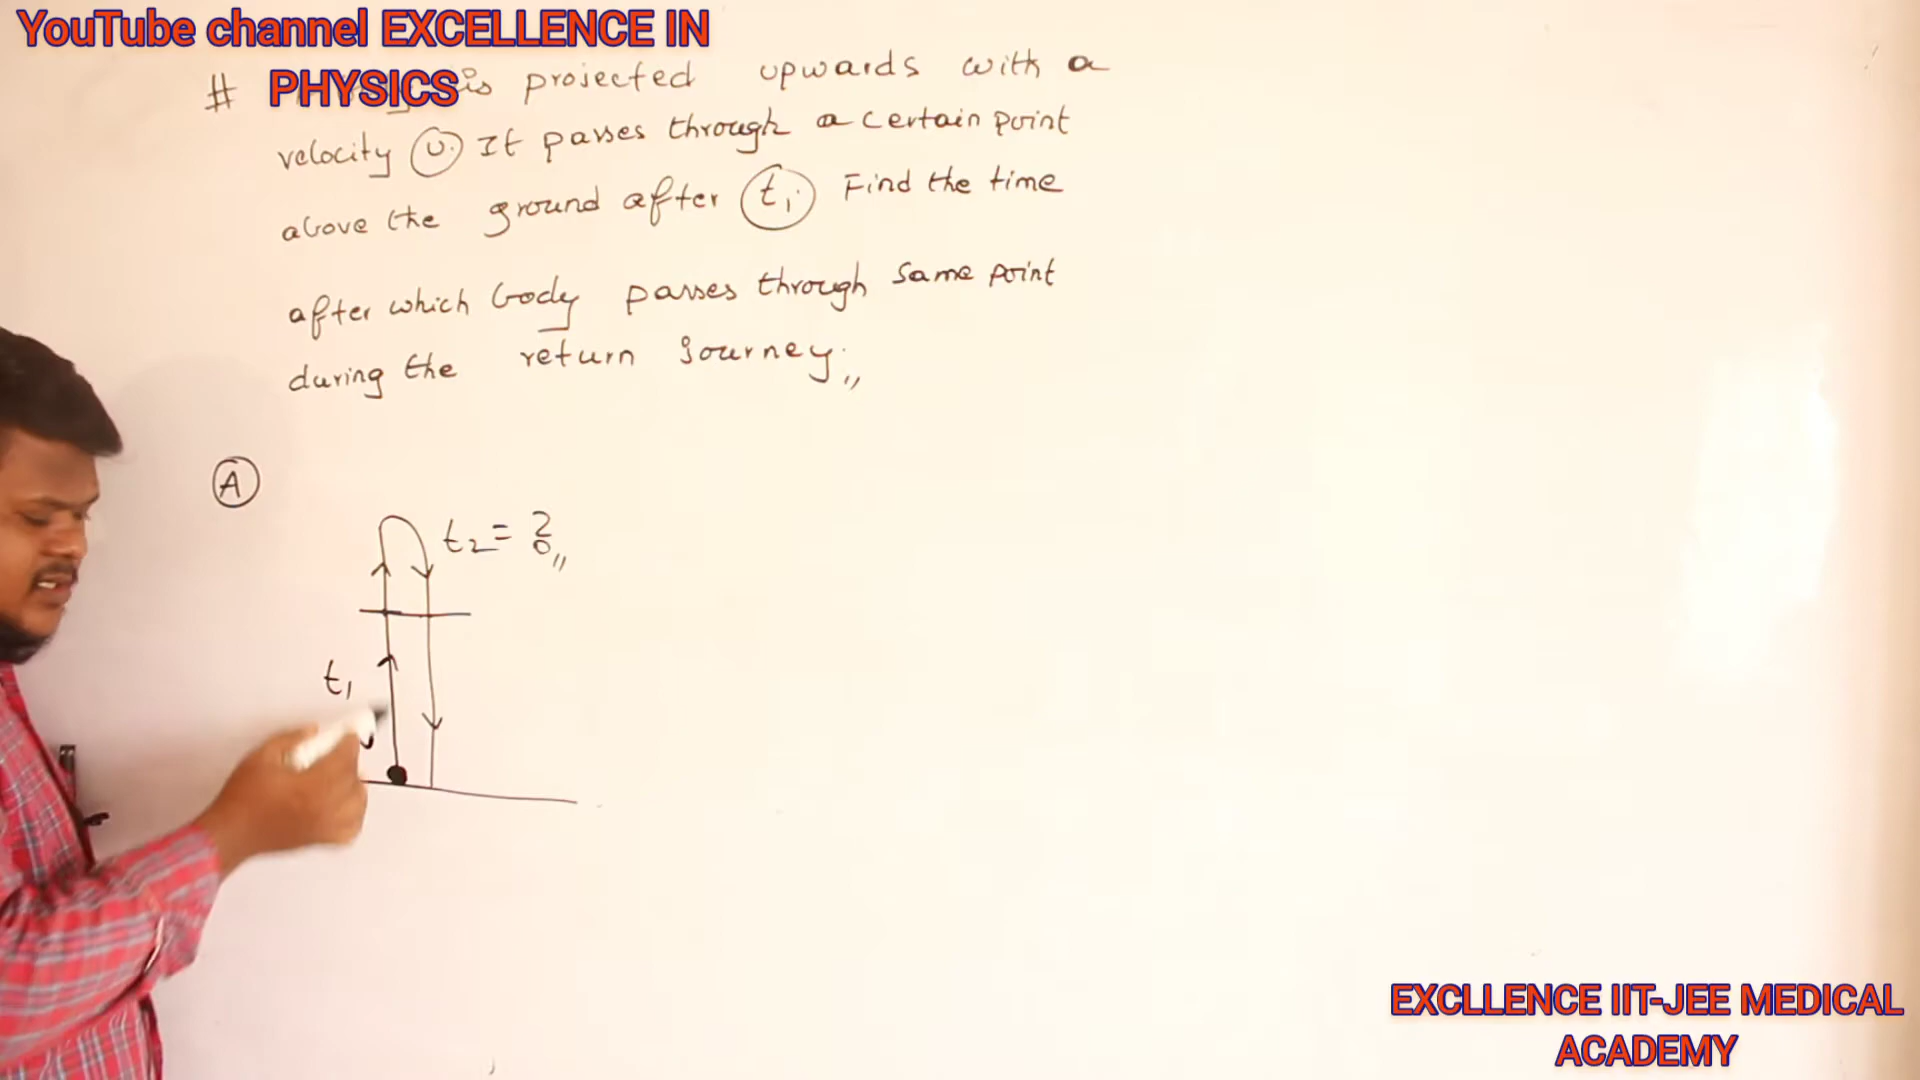 YouTube channel EXCELLENCE IN
PHYSICS
# is projected upwards with a
velocity U. It passes through a certain point
above the ground after t1. Find the time
after which body passes through same point
during the return journey.
A
t2 = ?
t1
EXCLLENCE IIT-JEE MEDICAL
ACADEMY